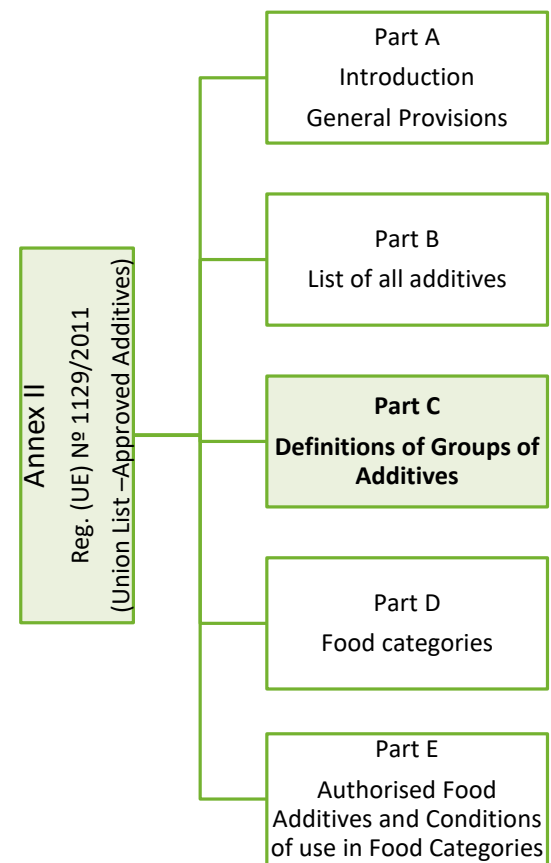 Annex II
Reg. (UE) Nº 1129/2011
(Union List –Approved Additives)
Part A
Introduction
General Provisions
Part B
List of all additives
Part C
Definitions of Groups of
Additives
Part D
Food categories
Part E
Authorised Food
Additives and Conditions
of use in Food Categories